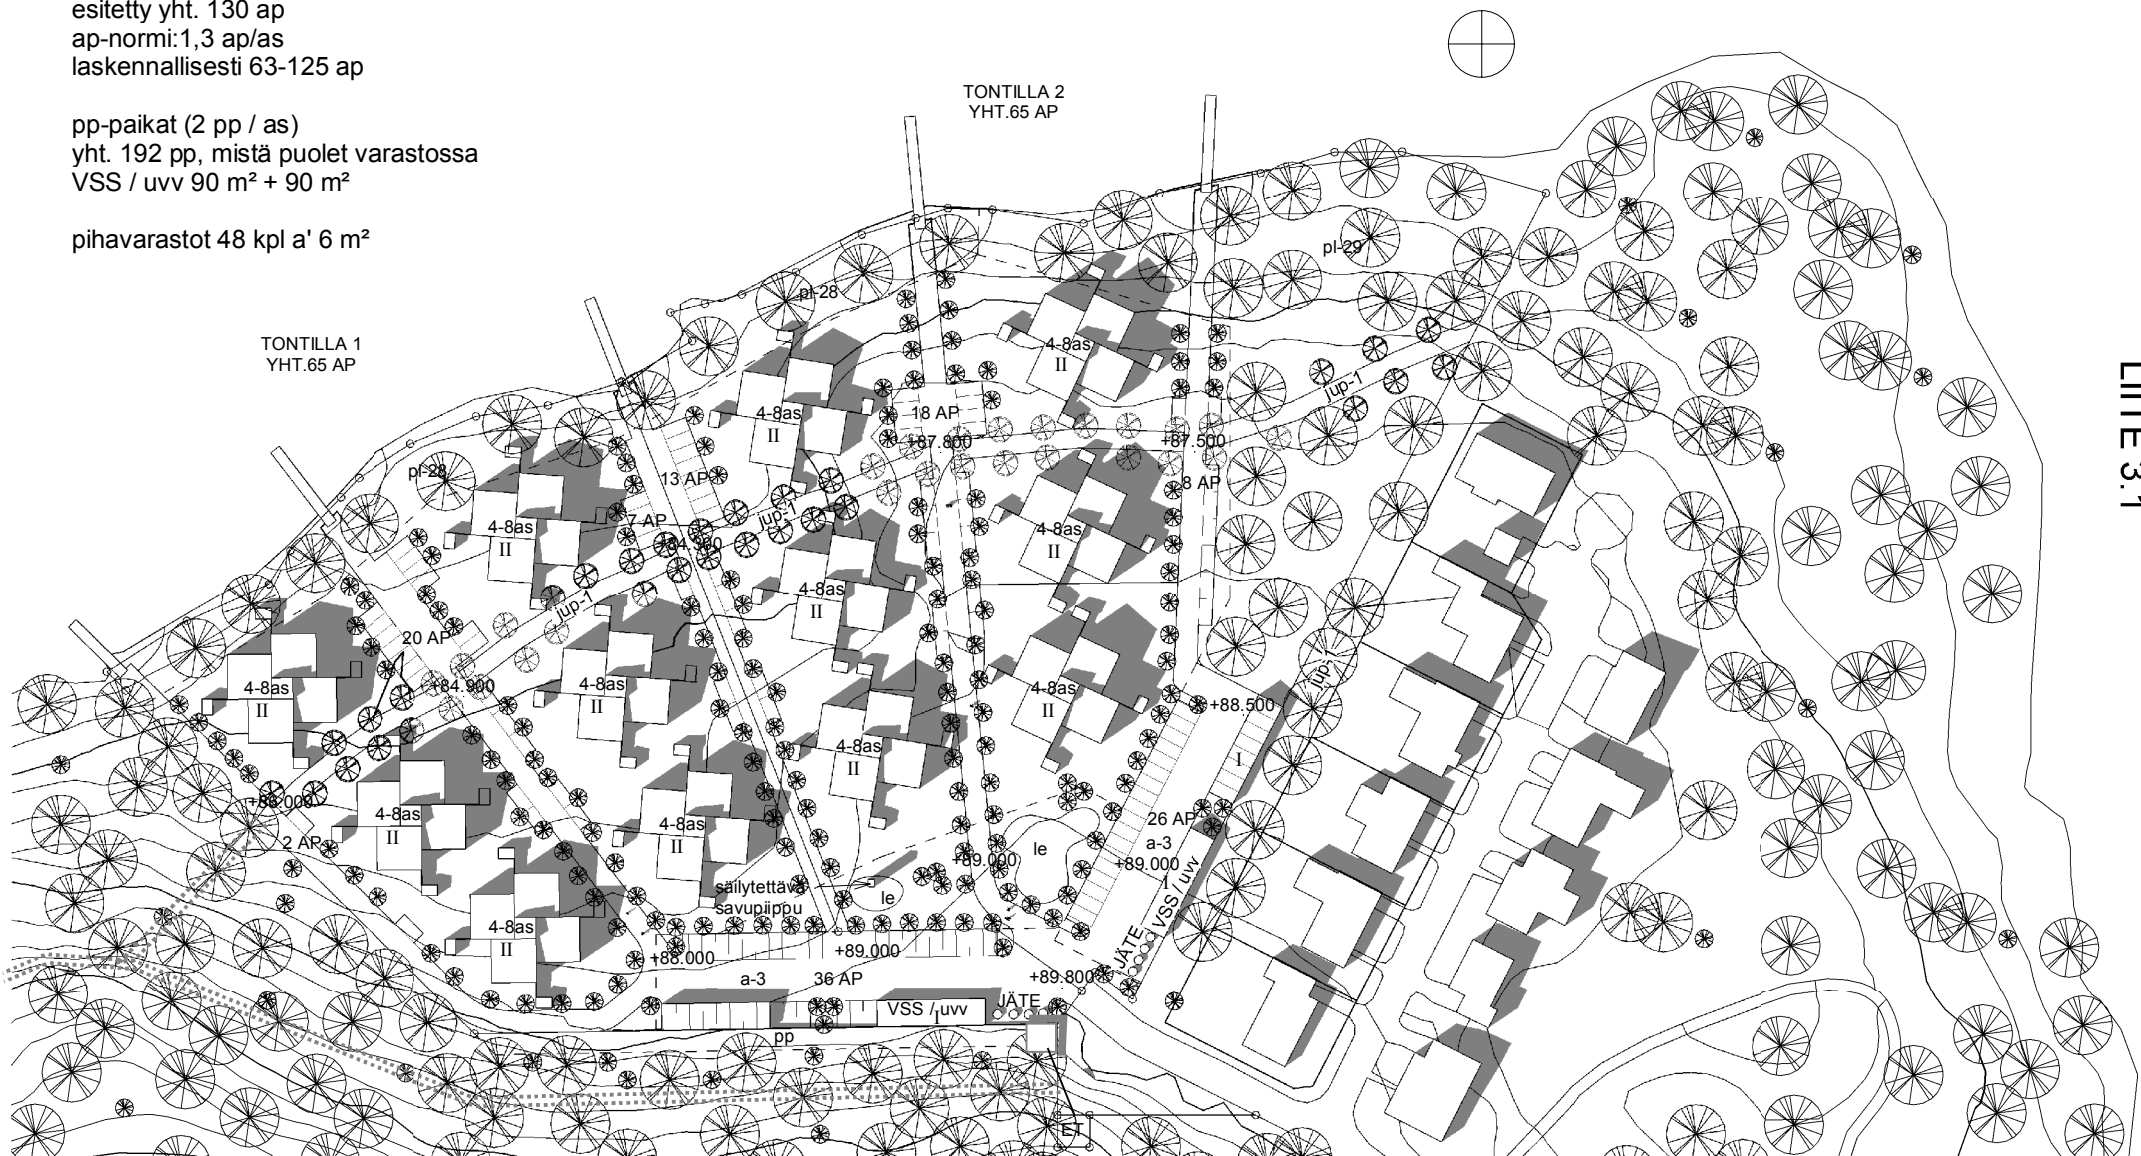 esitetty yht. 130 ap
ap-normi:1,3 ap/as
laskennallisesti 63-125 ap
pp-paikat (2 pp / as)
yht. 192 pp, mistä puolet varastossa
VSS / uvv 90 m² + 90 m²
pihavarastot 48 kpl a' 6 m²
TONTILLA 2
YHT.65 AP
TONTILLA 1
YHT.65 AP
LIITE 3.1
pl-29
pl-28
4-8as
II
jup-1
4-8as
II
18 AP
+87.800
+87.500
pl-28
13 AP
8 AP
4-8as
II
7 AP
jup-1
+84.900
4-8as
II
4-8as
II
jup-1
20 AP
4-8as
II
+84.900
4-8as
II
4-8as
II
jup-1
+88.500
4-8as
II
I
+88.000
2 AP
4-8as
II
4-8as
II
26 AP
a-3
+89.000
I
le
+89.000
VSS / uvv
säilytettävä
savupiippu
le
4-8as
II
JÄTE
+88.000
+89.000
a-3
36 AP
+89.800
VSS / uvv
I
JÄTE
pp
ET